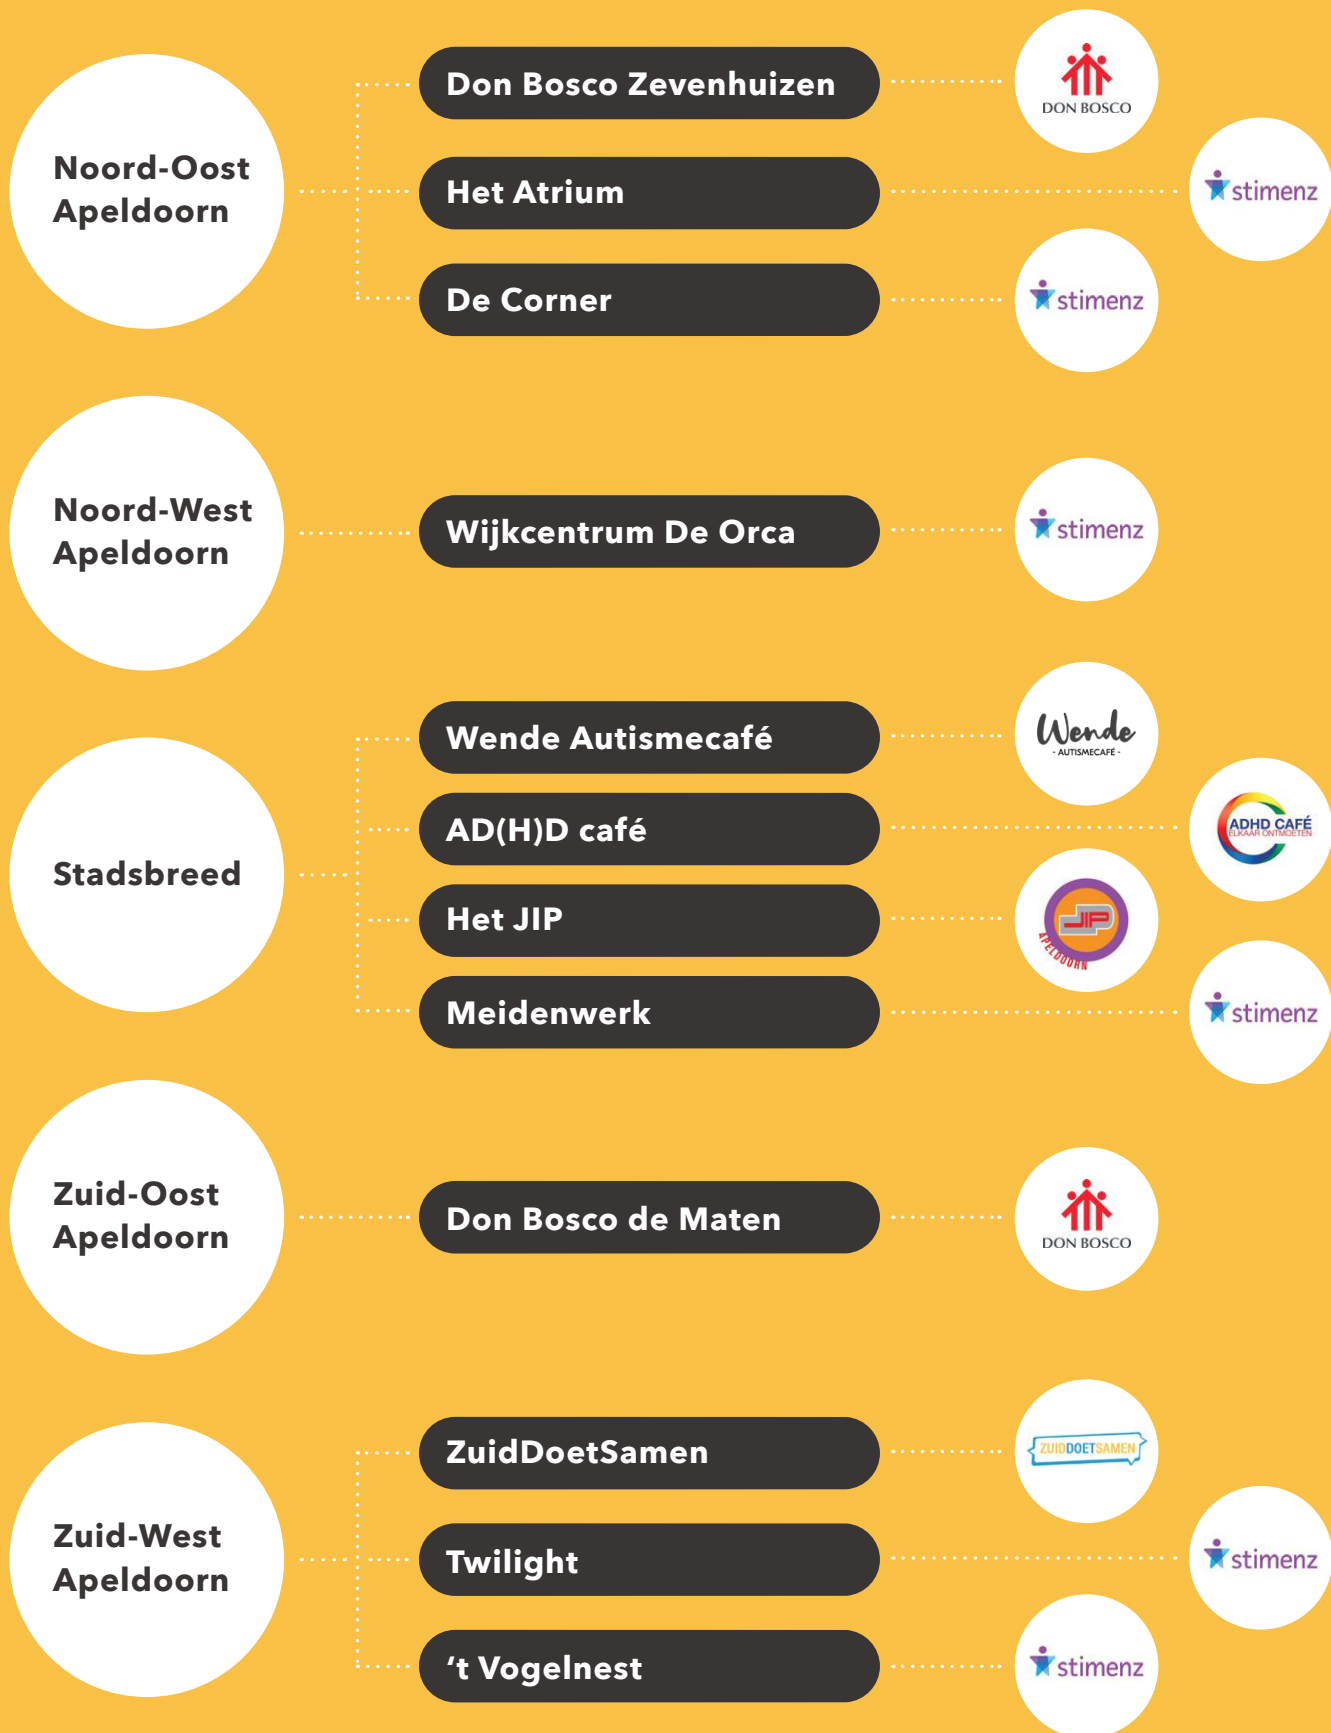 Noord-Oost
Apeldoorn
Don Bosco Zevenhuizen
DON BOSCO
Het Atrium
stimenz
De Corner
stimenz
Noord-West
Apeldoorn
Wijkcentrum De Orca
stimenz
Stadsbreed
Wende Autismecafé
Wende
- AUTISMECAFÉ -
AD(H)D café
ADHD CAFÉ
ELKAAR ONTMOETEN
Het JIP
JIP
APELDOORN
Meidenwerk
stimenz
Zuid-Oost
Apeldoorn
Don Bosco de Maten
DON BOSCO
Zuid-West
Apeldoorn
ZuidDoetSamen
ZUIDDOETSAMEN
Twilight
stimenz
‘t Vogelnest
stimenz